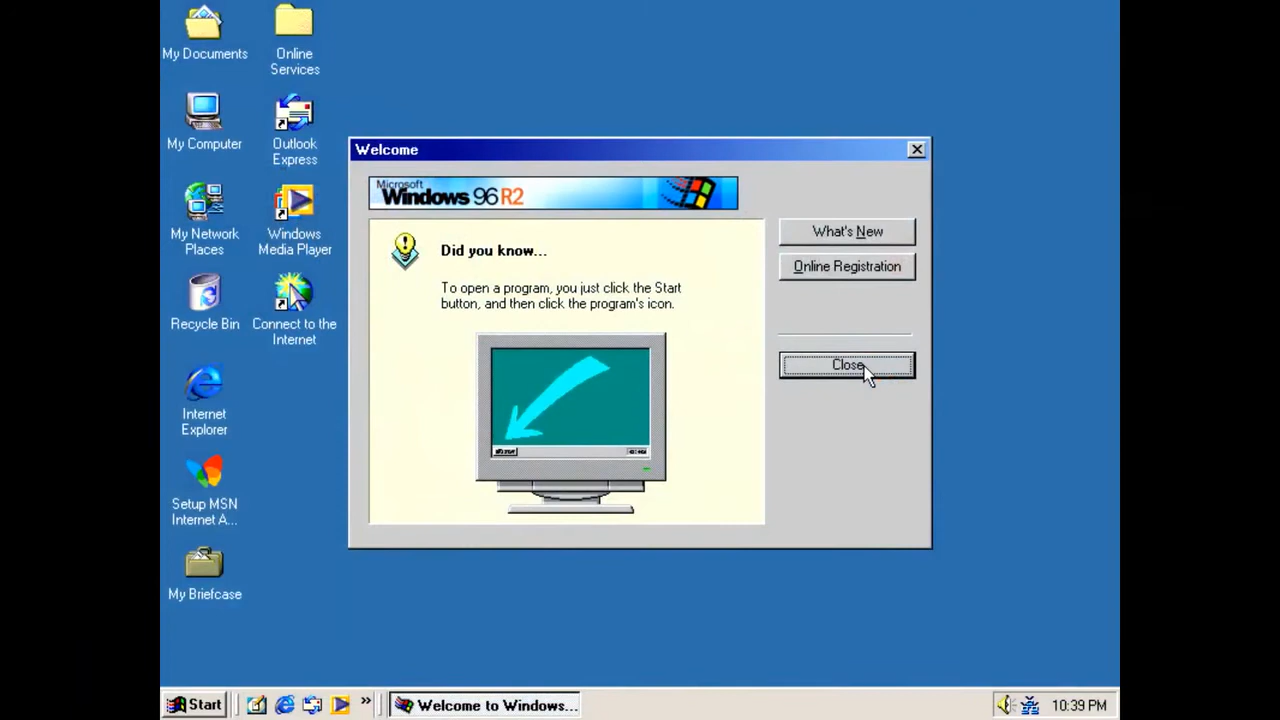 My Documents
Online
Services
My Computer
Outlook
Express
My Network
Places
Windows
Media Player
Recycle Bin
Connect to the
Internet
Internet
Explorer
Setup MSN
Internet A...
My Briefcase
Welcome
Microsoft
Windows 96 R2
Did you know...
To open a program, you just click the Start
button, and then click the program's icon.
What's New
Online Registration
Close
Start
»
Welcome to Windows...
10:39 PM